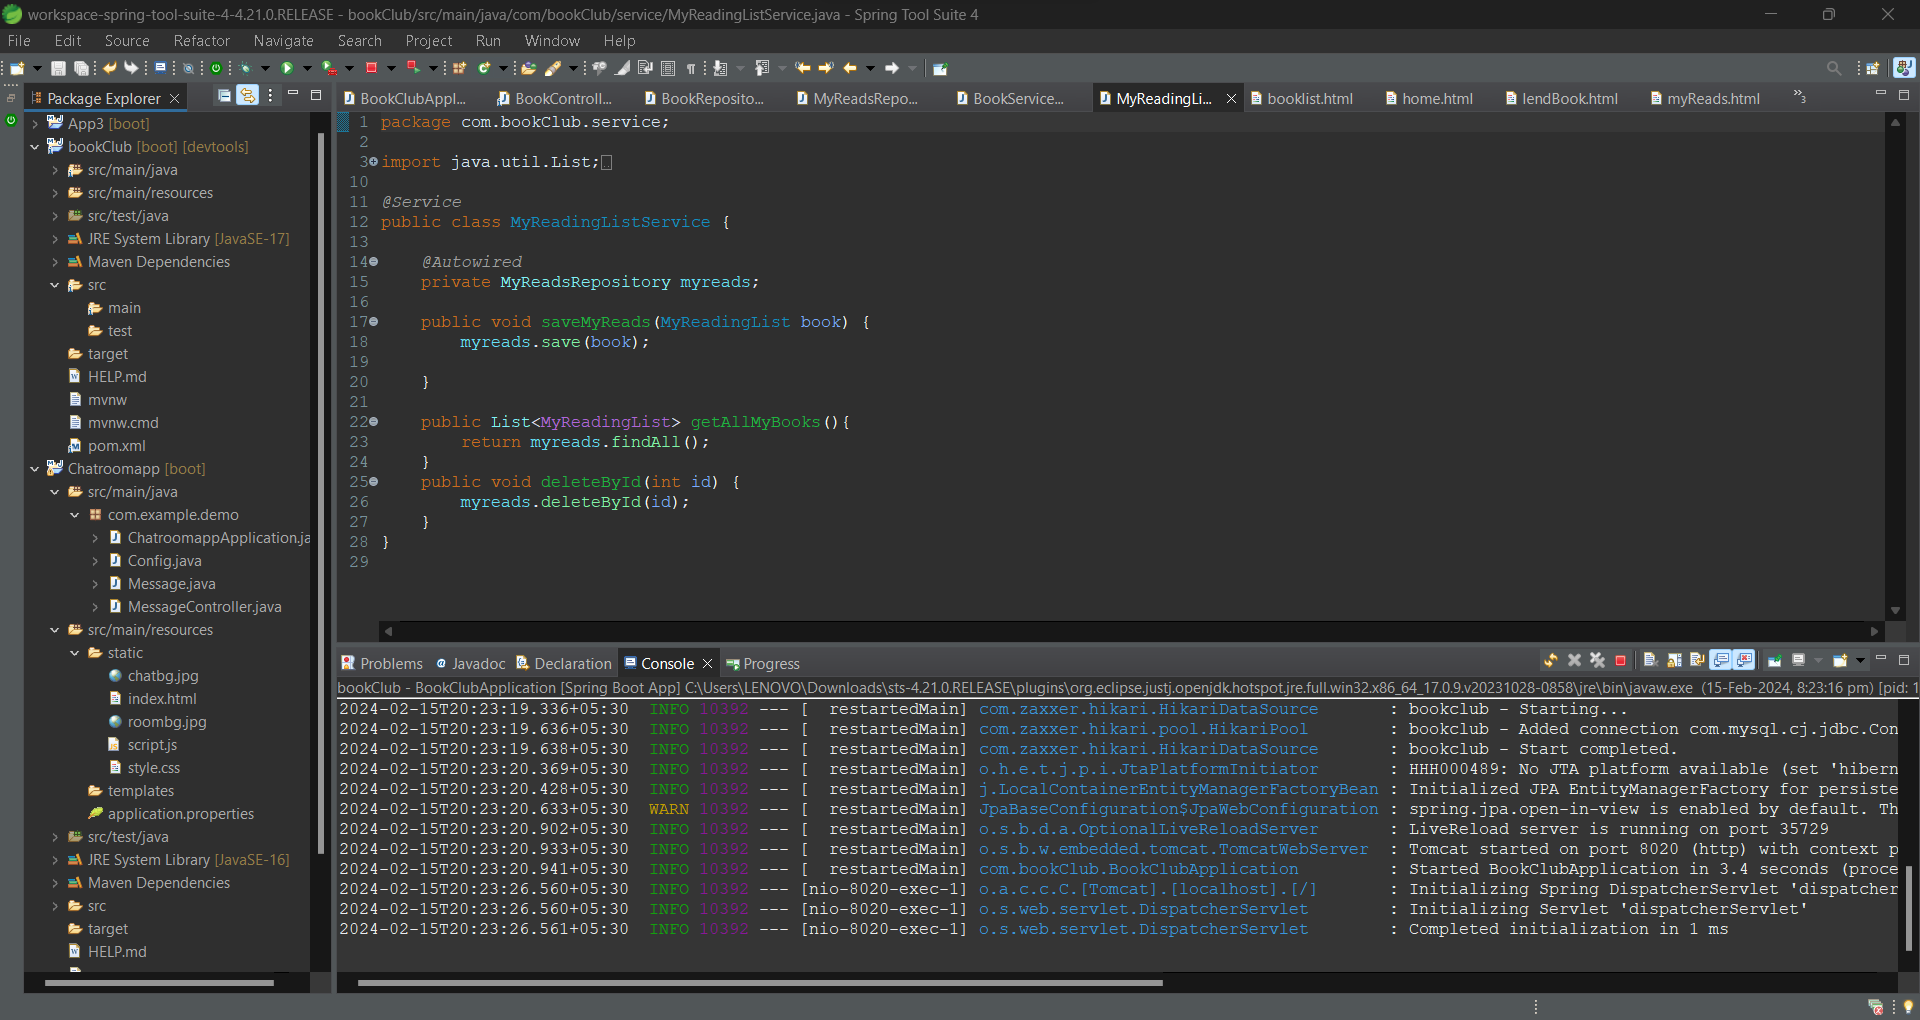 workspace-spring-tool-suite-4-4.21.0.RELEASE - bookClub/src/main/java/com/bookClub/service/MyReadingListService.java - Spring Tool Suite 4
File Edit Source Refactor Navigate Search Project Run Window Help
Package Explorer
App3 [boot]
bookClub [boot] [devtools]
src/main/java
src/main/resources
src/test/java
JRE System Library [JavaSE-17]
Maven Dependencies
src
main
test
target
HELP.md
mvnw
mvnw.cmd
pom.xml
Chatroomapp [boot]
src/main/java
com.example.demo
ChatroomappApplication.ja
Config.java
Message.java
MessageController.java
src/main/resources
static
chatbg.jpg
index.html
roombg.jpg
script.js
style.css
templates
application.properties
src/test/java
JRE System Library [JavaSE-16]
Maven Dependencies
src
target
HELP.md
BookClubAppl... BookControll... BookReposito... MyReadsRepo... BookService... MyReadingLi... booklist.html home.html lendBook.html myReads.html »3
1 package com.bookClub.service;
2
3 import java.util.List;
10
11 @Service
12 public class MyReadingListService {
13
14 @Autowired
15 private MyReadsRepository myreads;
16
17 public void saveMyReads(MyReadingList book) {
18 myreads.save(book);
19
20 }
21
22 public List<MyReadingList> getAllMyBooks(){
23 return myreads.findAll();
24 }
25 public void deleteById(int id) {
26 myreads.deleteById(id);
27 }
28 }
29
Problems @ Javadoc Declaration Console Progress
bookClub - BookClubApplication [Spring Boot App] C:\Users\LENOVO\Downloads\sts-4.21.0.RELEASE\plugins\org.eclipse.justj.openjdk.hotspot.jre.full.win32.x86_64_17.0.9.v20231028-0858\jre\bin\javaw.exe (15-Feb-2024, 8:23:16 pm) [pid: 1
2024-02-15T20:23:19.336+05:30 INFO 10392 --- [ restartedMain] com.zaxxer.hikari.HikariDataSource : bookclub - Starting...
2024-02-15T20:23:19.636+05:30 INFO 10392 --- [ restartedMain] com.zaxxer.hikari.pool.HikariPool : bookclub - Added connection com.mysql.cj.jdbc.Con
2024-02-15T20:23:19.638+05:30 INFO 10392 --- [ restartedMain] com.zaxxer.hikari.HikariDataSource : bookclub - Start completed.
2024-02-15T20:23:20.369+05:30 INFO 10392 --- [ restartedMain] o.h.e.t.j.p.i.JtaPlatformInitiator : HHH000489: No JTA platform available (set 'hibern
2024-02-15T20:23:20.428+05:30 INFO 10392 --- [ restartedMain] j.LocalContainerEntityManagerFactoryBean : Initialized JPA EntityManagerFactory for persiste
2024-02-15T20:23:20.633+05:30 WARN 10392 --- [ restartedMain] JpaBaseConfiguration$JpaWebConfiguration : spring.jpa.open-in-view is enabled by default. Th
2024-02-15T20:23:20.902+05:30 INFO 10392 --- [ restartedMain] o.s.b.d.a.OptionalLiveReloadServer : LiveReload server is running on port 35729
2024-02-15T20:23:20.933+05:30 INFO 10392 --- [ restartedMain] o.s.b.w.embedded.tomcat.TomcatWebServer : Tomcat started on port 8020 (http) with context p
2024-02-15T20:23:20.941+05:30 INFO 10392 --- [ restartedMain] com.bookClub.BookClubApplication : Started BookClubApplication in 3.4 seconds (proce
2024-02-15T20:23:26.560+05:30 INFO 10392 --- [nio-8020-exec-1] o.a.c.c.C.[Tomcat].[localhost].[/] : Initializing Spring DispatcherServlet 'dispatcher
2024-02-15T20:23:26.560+05:30 INFO 10392 --- [nio-8020-exec-1] o.s.web.servlet.DispatcherServlet : Initializing Servlet 'dispatcherServlet'
2024-02-15T20:23:26.561+05:30 INFO 10392 --- [nio-8020-exec-1] o.s.web.servlet.DispatcherServlet : Completed initialization in 1 ms